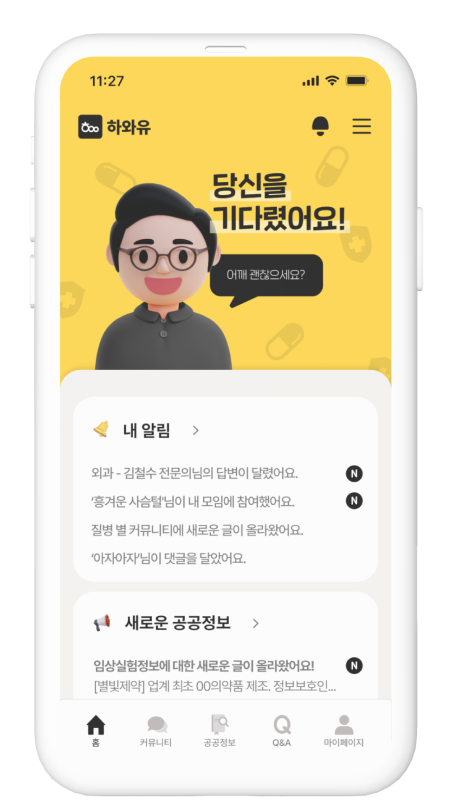 11:27
하와유
당신을
기다렸어요!
어깨 괜찮으세요?
내 알림
외과 - 김철수 전문의님의 답변이 달렸어요. N
‘흥겨운 사슴털'님이 내 모임에 참여했어요. N
질병 별 커뮤니티에 새로운 글이 올라왔어요.
‘아자아자’님이 댓글을 달았어요.
새로운 공공정보
임상실험정보에 대한 새로운 글이 올라왔어요! N
[별빛제약] 업계 최초 00의약품 제조. 정보보호인...
홈 커뮤니티 공공정보 Q&A 마이페이지